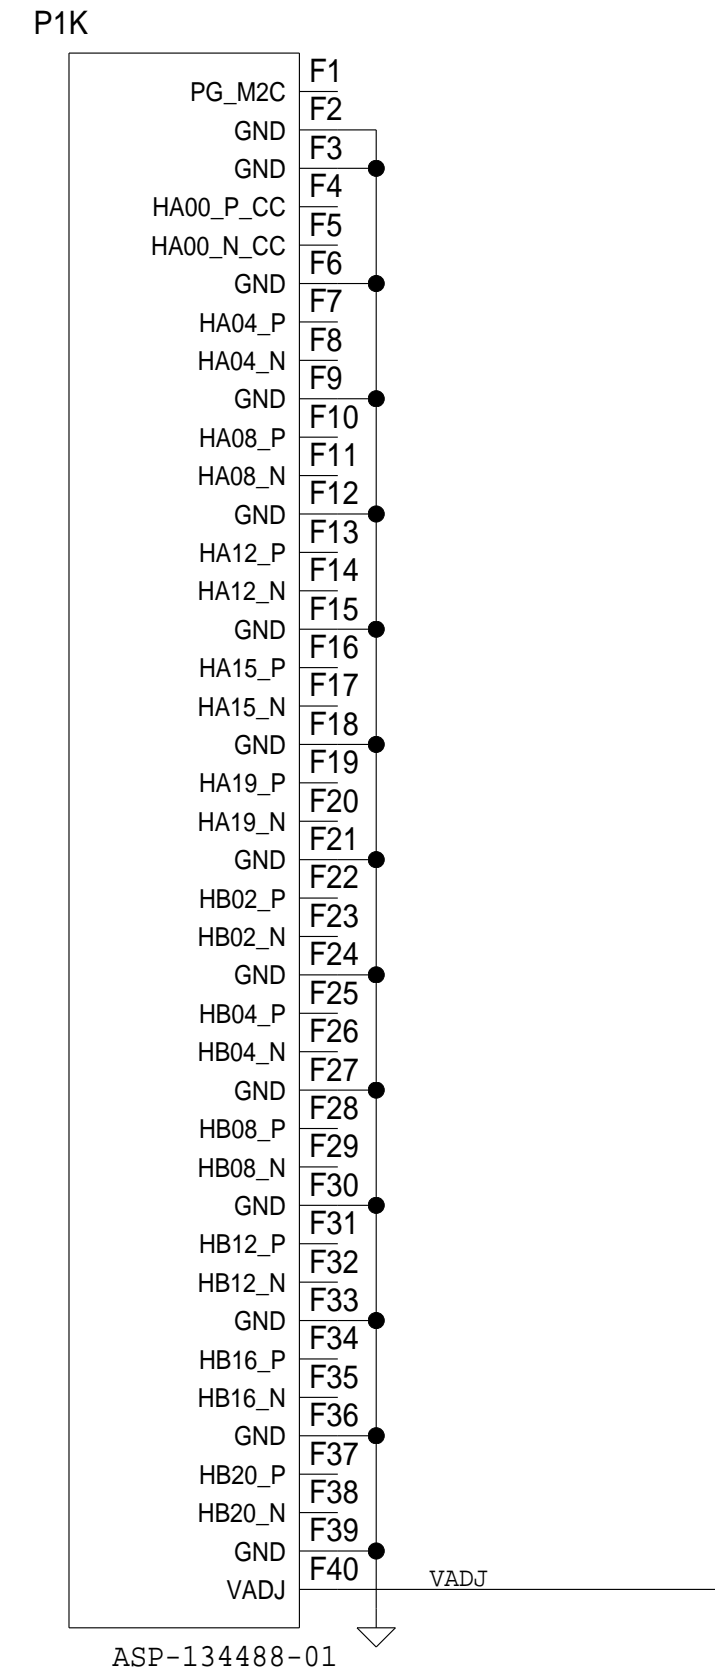 P1K
F1
PG_M2C
F2
GND
F3
GND
F4
HA00_P_CC
F5
HA00_N_CC
F6
GND
F7
HA04_P
F8
HA04_N
F9
GND
F10
HA08_P
F11
HA08_N
F12
GND
F13
HA12_P
F14
HA12_N
F15
GND
F16
HA15_P
F17
HA15_N
F18
GND
F19
HA19_P
F20
HA19_N
F21
GND
F22
HB02_P
F23
HB02_N
F24
GND
F25
HB04_P
F26
HB04_N
F27
GND
F28
HB08_P
F29
HB08_N
F30
GND
F31
HB12_P
F32
HB12_N
F33
GND
F34
HB16_P
F35
HB16_N
F36
GND
F37
HB20_P
F38
HB20_N
F39
GND
F40
VADJ
VADJ
ASP-134488-01